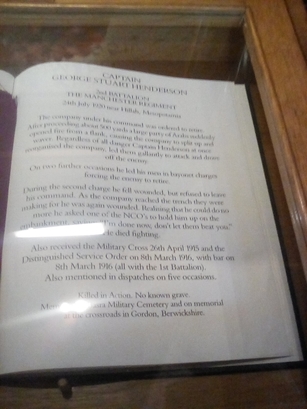 CAPTAIN
GEORGE STUART HENDERSON
3rd BATTALION
THE MANCHESTER REGIMENT
24th July 1920 near Hillah, Mesopotamia
The company under his command was ordered to retire.
After proceeding about 500 yards a large party of Arabs suddenly
opened fire from a flank, causing the company to split up and
waver. Regardless of all danger, Captain Henderson at once
reorganised the company, led them gallantly to attack and drove
off the enemy.
On two further occasions he led his men to bayonet charges
forcing the enemy to retire.
During the second charge he fell wounded, but refused to leave
his command. As the company reached the trench they were
making for he was again wounded. Realising that he could do no
more he asked one of the NCO's to hold him up on the
embankment, saying "I'm done now, don't let them beat you."
He died fighting.
Also received the Military Cross 26th April 1915 and the
Distinguished Service Order on 8th March 1916, with bar on
8th March 1916 (all with the 1st Battalion).
Also mentioned in dispatches on five occasions.
Killed in Action. No known grave.
Military Cemetery and on memorial
at the crossroads in Gordon, Berwickshire.